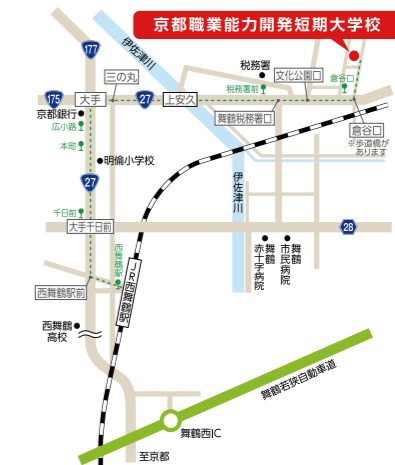 京都職業能力開発短期大学校
177
伊佐津川
税務署
三の丸
税務署前
文化公園口
倉谷口
175
大手
27
上安久
京都銀行
広小路
舞鶴税務署口
倉谷口
※歩道橋が
あります
本町
明倫小学校
27
伊佐津川
千日前
大手千日前
28
西舞鶴駅
舞鶴
赤十字病院
舞鶴
市民病院
JR西舞鶴駅
西舞鶴駅前
西舞鶴
高校
舞鶴若狭自動車道
舞鶴西IC
至京都